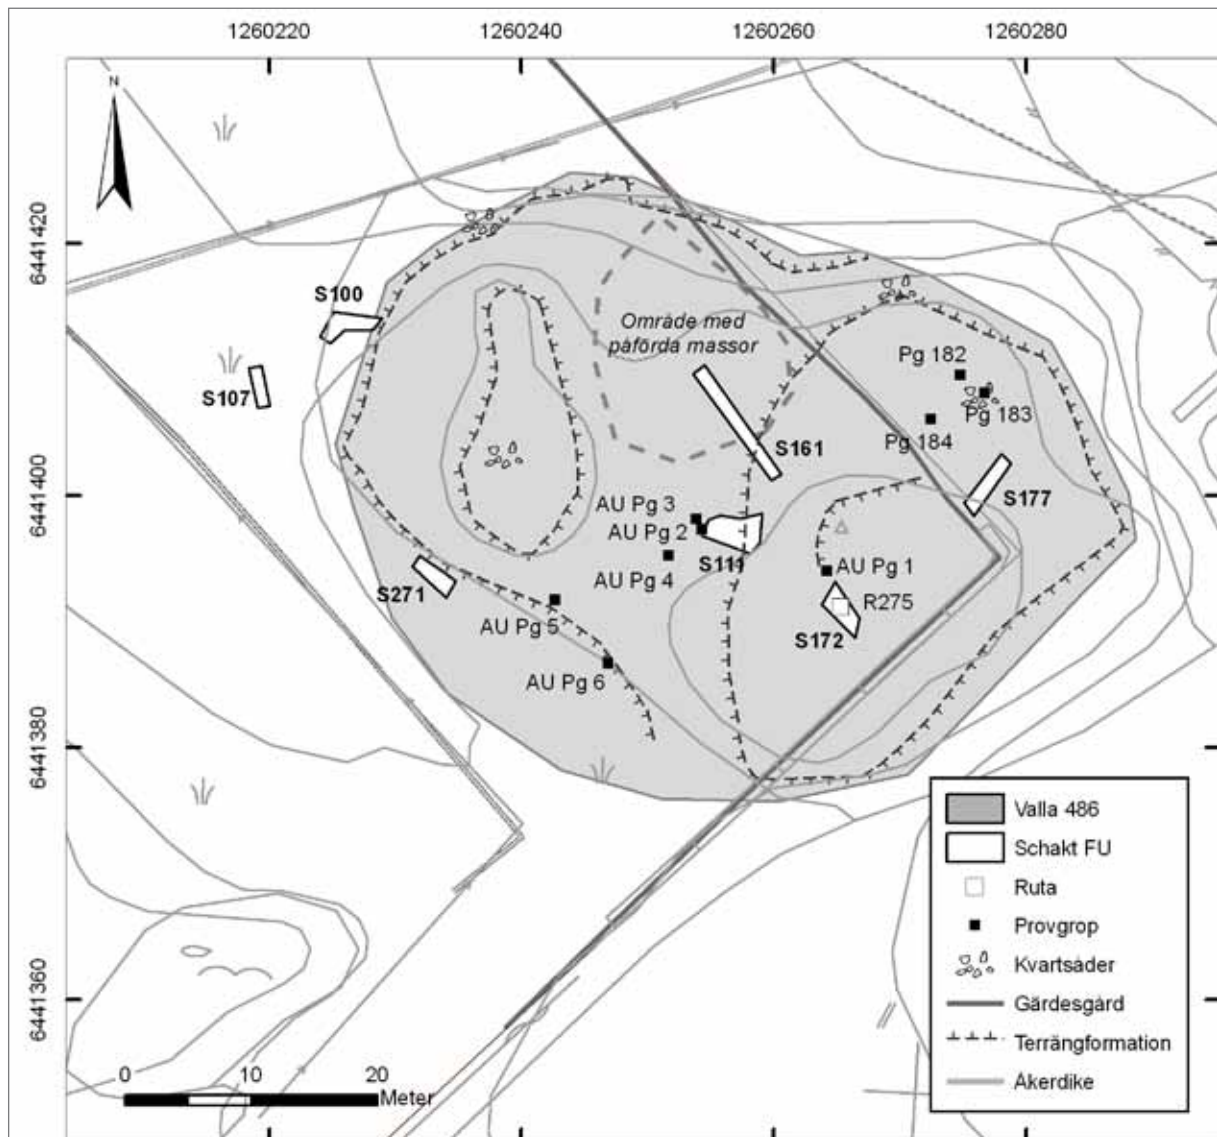 1260220 1260240 1260260 1260280
N
6441420
6441400
6441380
6441360
S100
S107
Område med
påförda massor
Pg 182
Pg 183
Pg 184
S161
S177
AU Pg 3
AU Pg 2
S111
AU Pg 4
AU Pg 1
S271
R275
AU Pg 5
S172
AU Pg 6
Valla 486
Schakt FU
Ruta
Provgrop
Kvartsåder
Gärdesgård
Terrängformation
Åkerdike
0 10 20
Meter